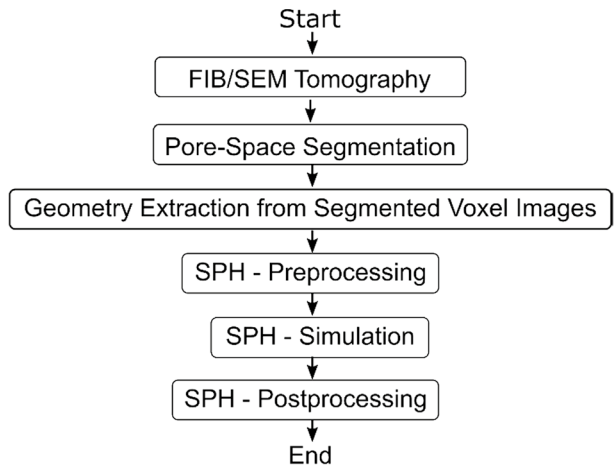 Start
FIB/SEM Tomography
Pore-Space Segmentation
Geometry Extraction from Segmented Voxel Images
SPH - Preprocessing
SPH - Simulation
SPH - Postprocessing
End